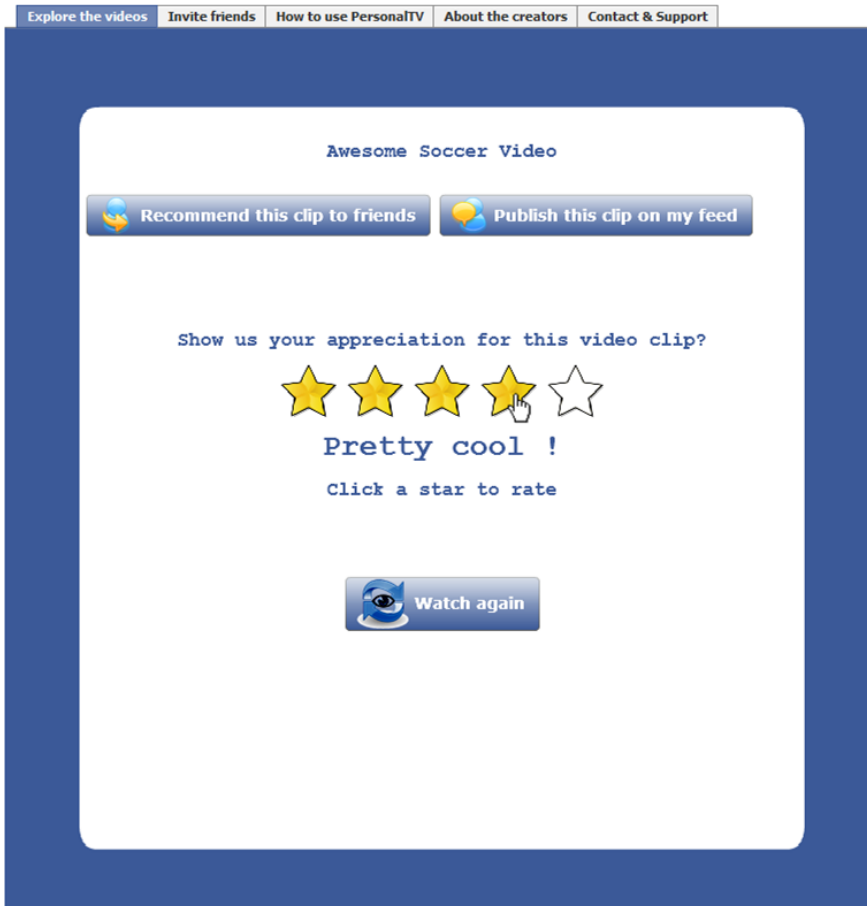 Explore the videos Invite friends How to use PersonalTV About the creators Contact & Support
Awesome Soccer Video
Recommend this clip to friends Publish this clip on my feed
Show us your appreciation for this video clip?
Pretty cool !
Click a star to rate
Watch again